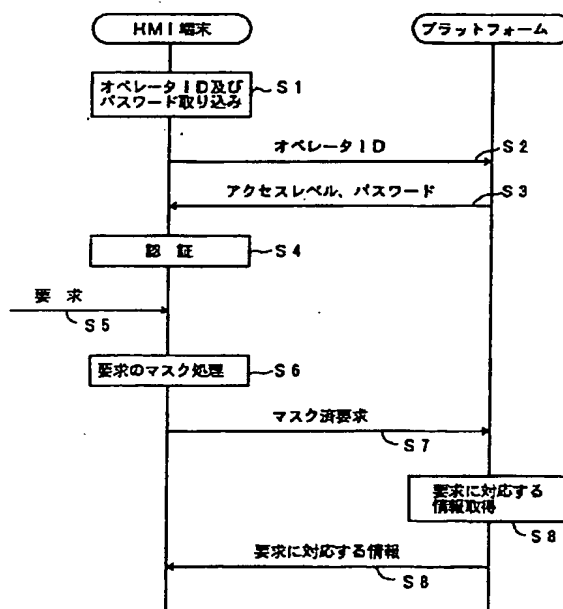 HMI端末
プラットフォーム
オペレータID及び
パスワード取り込み
S1
オペレータID
S2
アクセスレベル、パスワード
S3
認証
S4
要求
S5
要求のマスク処理
S6
マスク済要求
S7
要求に対応する
情報取得
S8
要求に対応する情報
S8